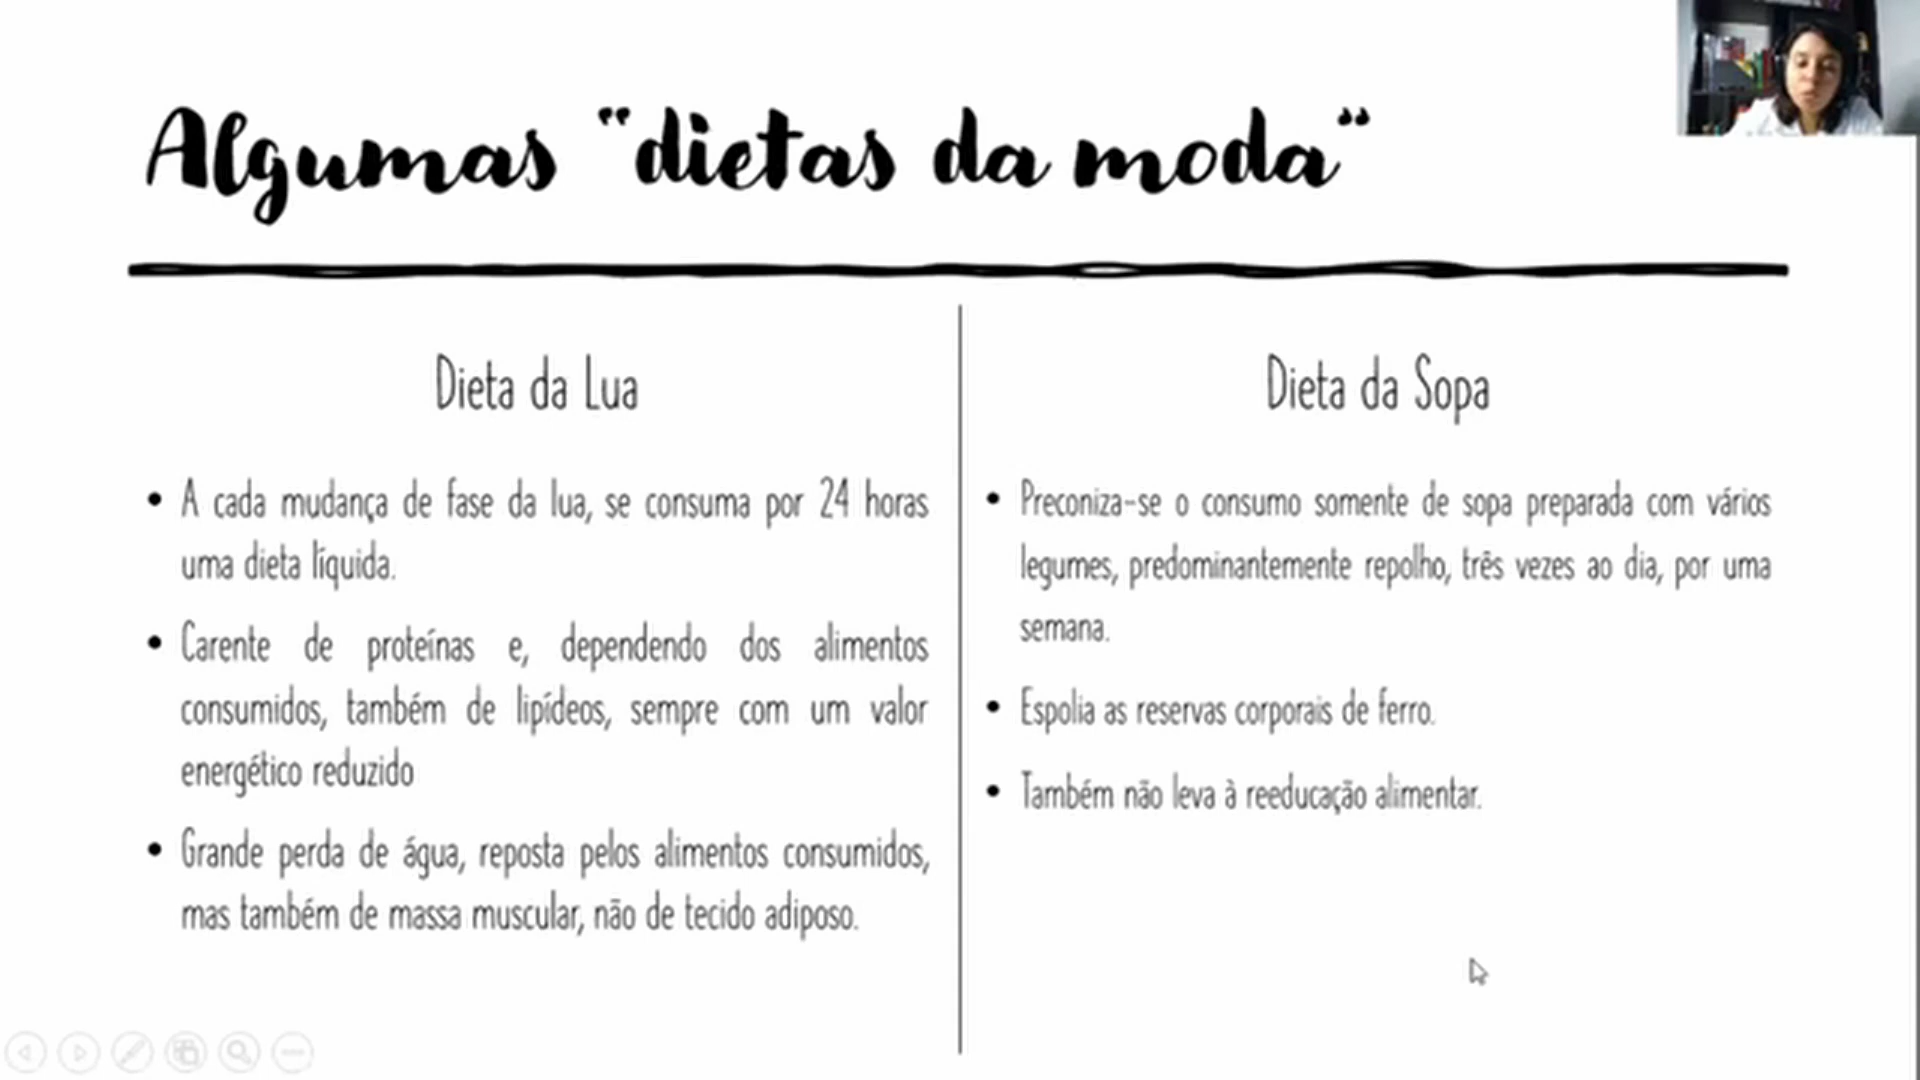 Algumas “dietas da moda”
Dieta da Lua
• A cada mudança de fase da lua, se consuma por 24 horas
uma dieta líquida.
• Carente de proteínas e, dependendo dos alimentos
consumidos, também de lipídeos, sempre com um valor
energético reduzido
• Grande perda de água, reposta pelos alimentos consumidos,
mas também de massa muscular, não de tecido adiposo.
Dieta da Sopa
• Preconiza-se o consumo somente de sopa preparada com vários
legumes, predominantemente repolho, três vezes ao dia, por uma
semana.
• Espolia as reservas corporais de ferro.
• Também não leva à reeducação alimentar.